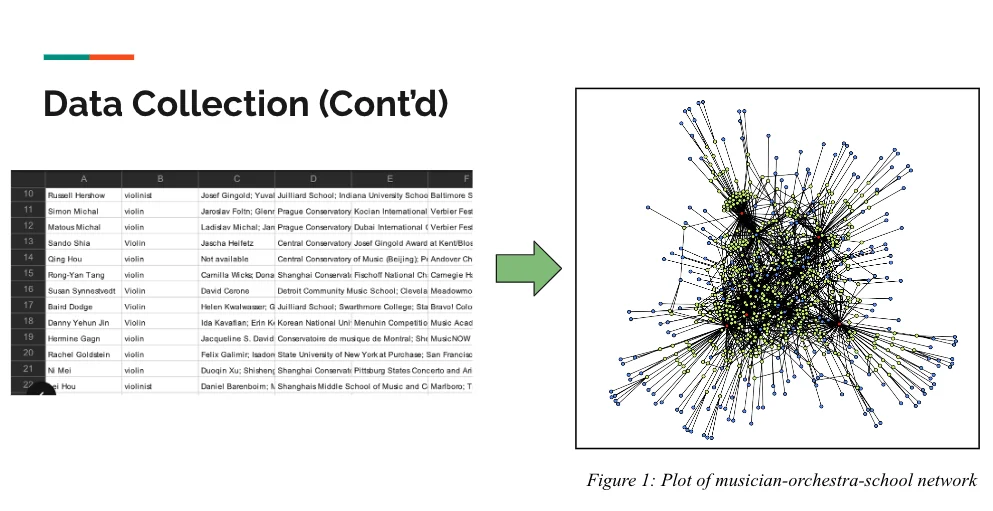 Data Collection (Cont'd)
A B C D E F
10 Russell Hershow violinist Josef Gingold; Yuval Juilliard School; Indiana University Schoo Baltimore S
11 Simon Michal violin Jaroslav Foltn; Glenn Prague Conservatory Kocian International Verbier Fest
12 Matous Michal violin Ladislav Michal; Jan Prague Conservatory Dubai International C Verbier Fest
13 Sando Shia Violin Jascha Heifetz Central Conservatory Josef Gingold Award at Kent/Blos
14 Qing Hou Violin Not available Central Conservatory of Music (Beijing); Pe Andover Ch
15 Rong-Yan Tang violin Camilla Wicks; Dona Shanghai Conservato Fischoff National Ch Carnegie Ha
16 Susan Synnestvedt Violin David Cerone Detroit Community Music School; Clevela Meadowmo
17 Baird Dodge Violin Helen Kwalwasser; G Juilliard; Swarthmore College; Sta Bravo! Colo
18 Danny Yehun Jin Violin Ida Kavafian; Erin Ke Korean National Uni Menuhin Competitio Music Acad
19 Hermine Gagn violin Jacqueline S. David Conservatoire de musique de Montral; She MusicNOW
20 Rachel Goldstein violin Felix Galimir; Isador State University of New York at Purchase; San Francisc
21 Ni Mei violin Duoqin Xu; Shisheng Shanghai Conservati Pittsburg States Concerto and Ari
Hou violinist Daniel Barenboim; M Shanghais Middle School of Music and C Marlboro; T
Figure 1: Plot of musician-orchestra-school network